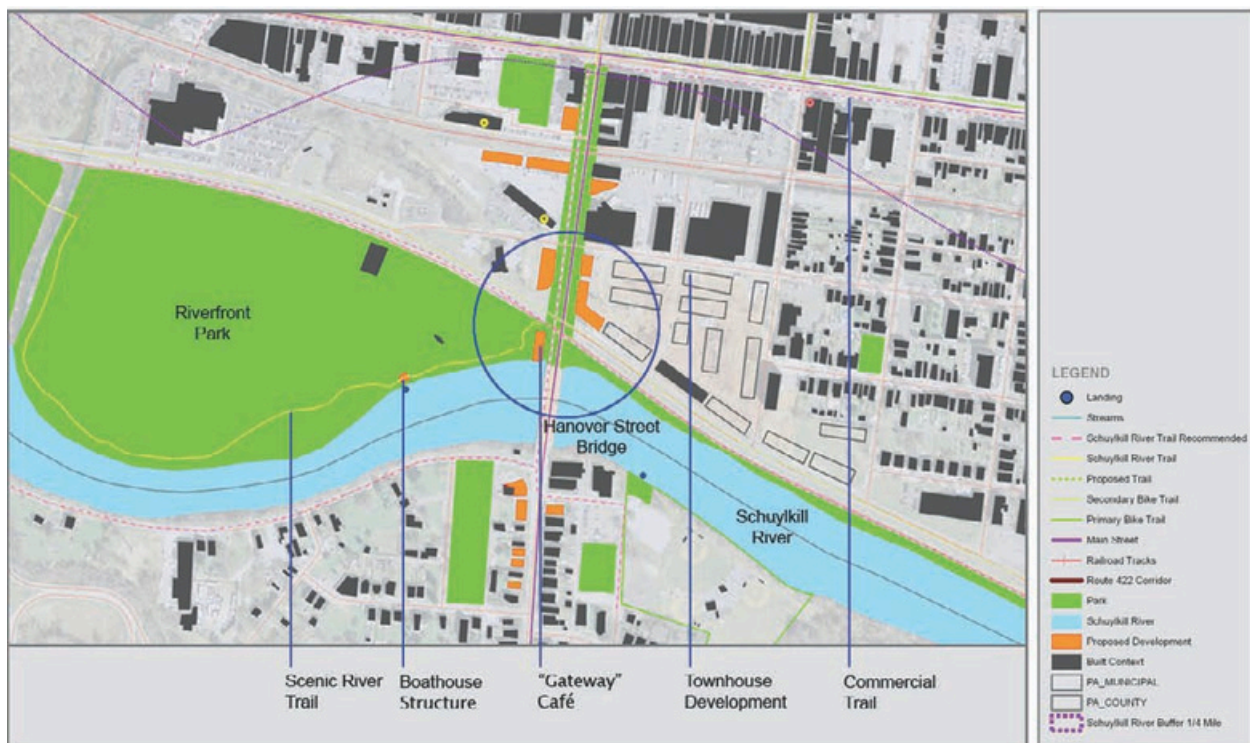 Riverfront
Park
Hanover Street
Bridge
Schuylkill
River
Scenic River
Trail
Boathouse
Structure
“Gateway”
Café
Townhouse
Development
Commercial
Trail
LEGEND
Landing
Streams
Schuylkill River Trail Recommended
Schuylkill River Trail
Proposed Trail
Secondary Bike Trail
Primary Bike Trail
Main Street
Railroad Tracks
Route 422 Corridor
Park
Schuylkill River
Proposed Development
Built Context
PA_MUNICIPAL
PA_COUNTY
Schuylkill River Buffer 1/4 Mile